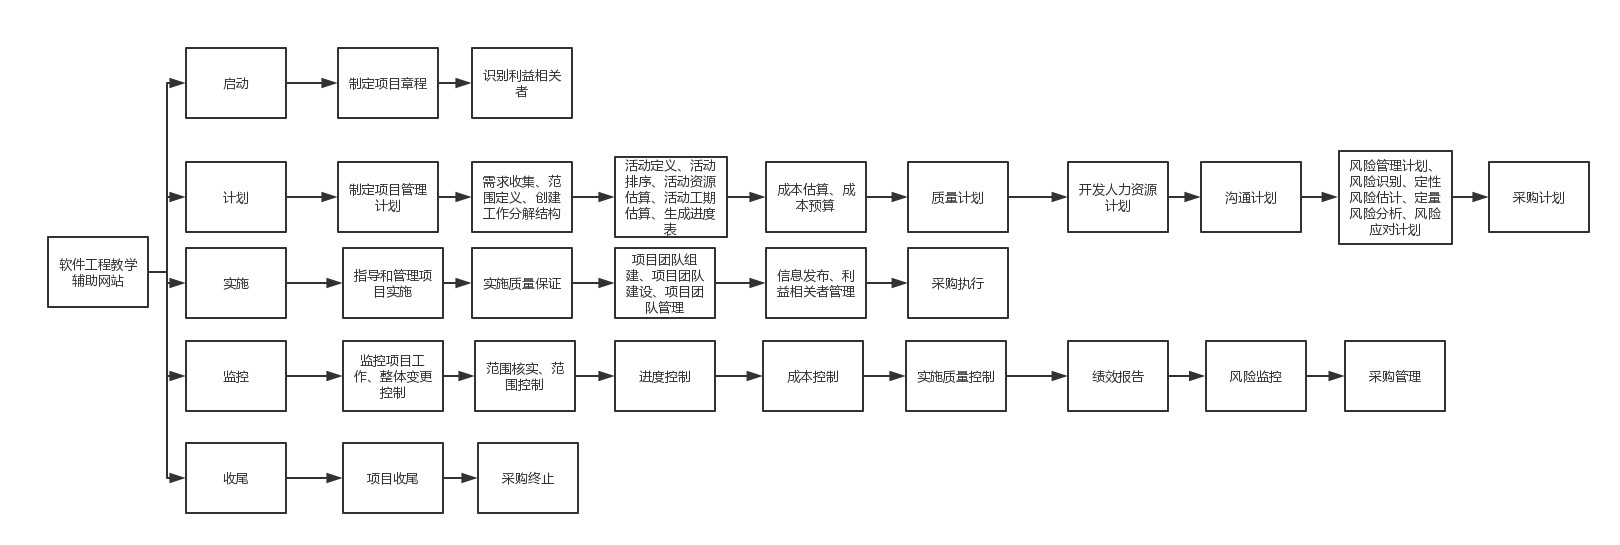 启动
制定项目章程
识别利益相关
者
计划
制定项目管理
计划
需求收集、范
围定义、创建
工作分解结构
活动定义、活动
排序、活动资源
估算、活动工期
估算、生成进度
表
成本估算、成
本预算
质量计划
开发人力资源
计划
沟通计划
风险管理计划、
风险识别、定性
风险估计、定量
风险分析、风险
应对计划
采购计划
软件工程教学
辅助网站
实施
指导和管理项
目实施
实施质量保证
项目团队组
建、项目团队
建设、项目团
队管理
信息发布、利
益相关者管理
采购执行
监控
监控项目工
作、整体变更
控制
范围核实、范
围控制
进度控制
成本控制
实施质量控制
绩效报告
风险监控
采购管理
收尾
项目收尾
采购终止